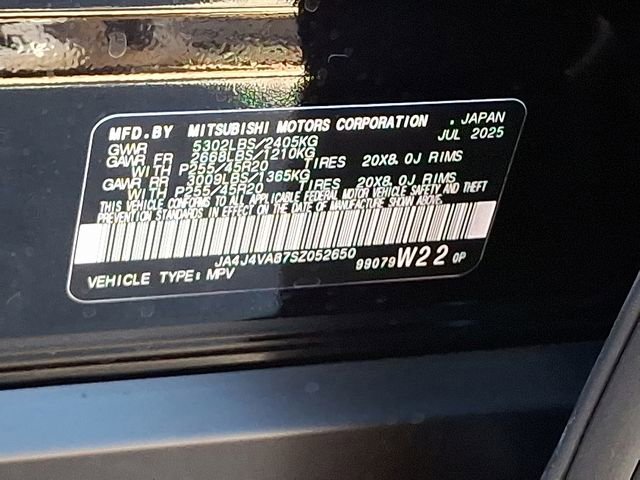 MFD.BY MITSUBISHI MOTORS CORPORATION , JAPAN
GVWR 5302LBS/2405KG JUL 2025
GAWR FR 2668LBS/1210KG
WITH P255/45R20 TIRES 20X8.0J RIMS
GAWR RR 3009LBS/1365KG
WITH P255/45R20 TIRES 20X8.0J RIMS
THIS VEHICLE CONFORMS TO ALL APPLICABLE FEDERAL MOTOR VEHICLE SAFETY AND THEFT
PREVENTION STANDARDS IN EFFECT ON THE DATE OF MANUFACTURE SHOWN ABOVE.
JA4J4VA87SZ052650
VEHICLE TYPE: MPV 99079 W22 0P